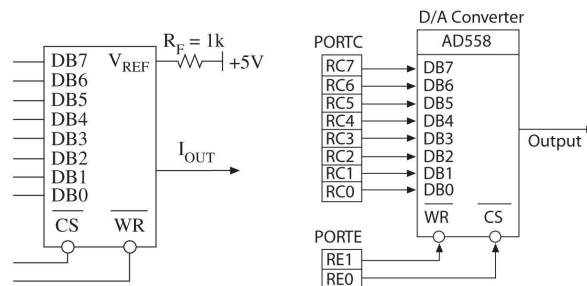 DB7
DB6
DB5
DB4
DB3
DB2
DB1
DB0
V_REF
R_F = 1k
+5V
I_OUT
CS
WR
D/A Converter
AD558
PORTC
RC7
RC6
RC5
RC4
RC3
RC2
RC1
RC0
DB7
DB6
DB5
DB4
DB3
DB2
DB1
DB0
Output
WR
CS
PORTE
RE1
RE0